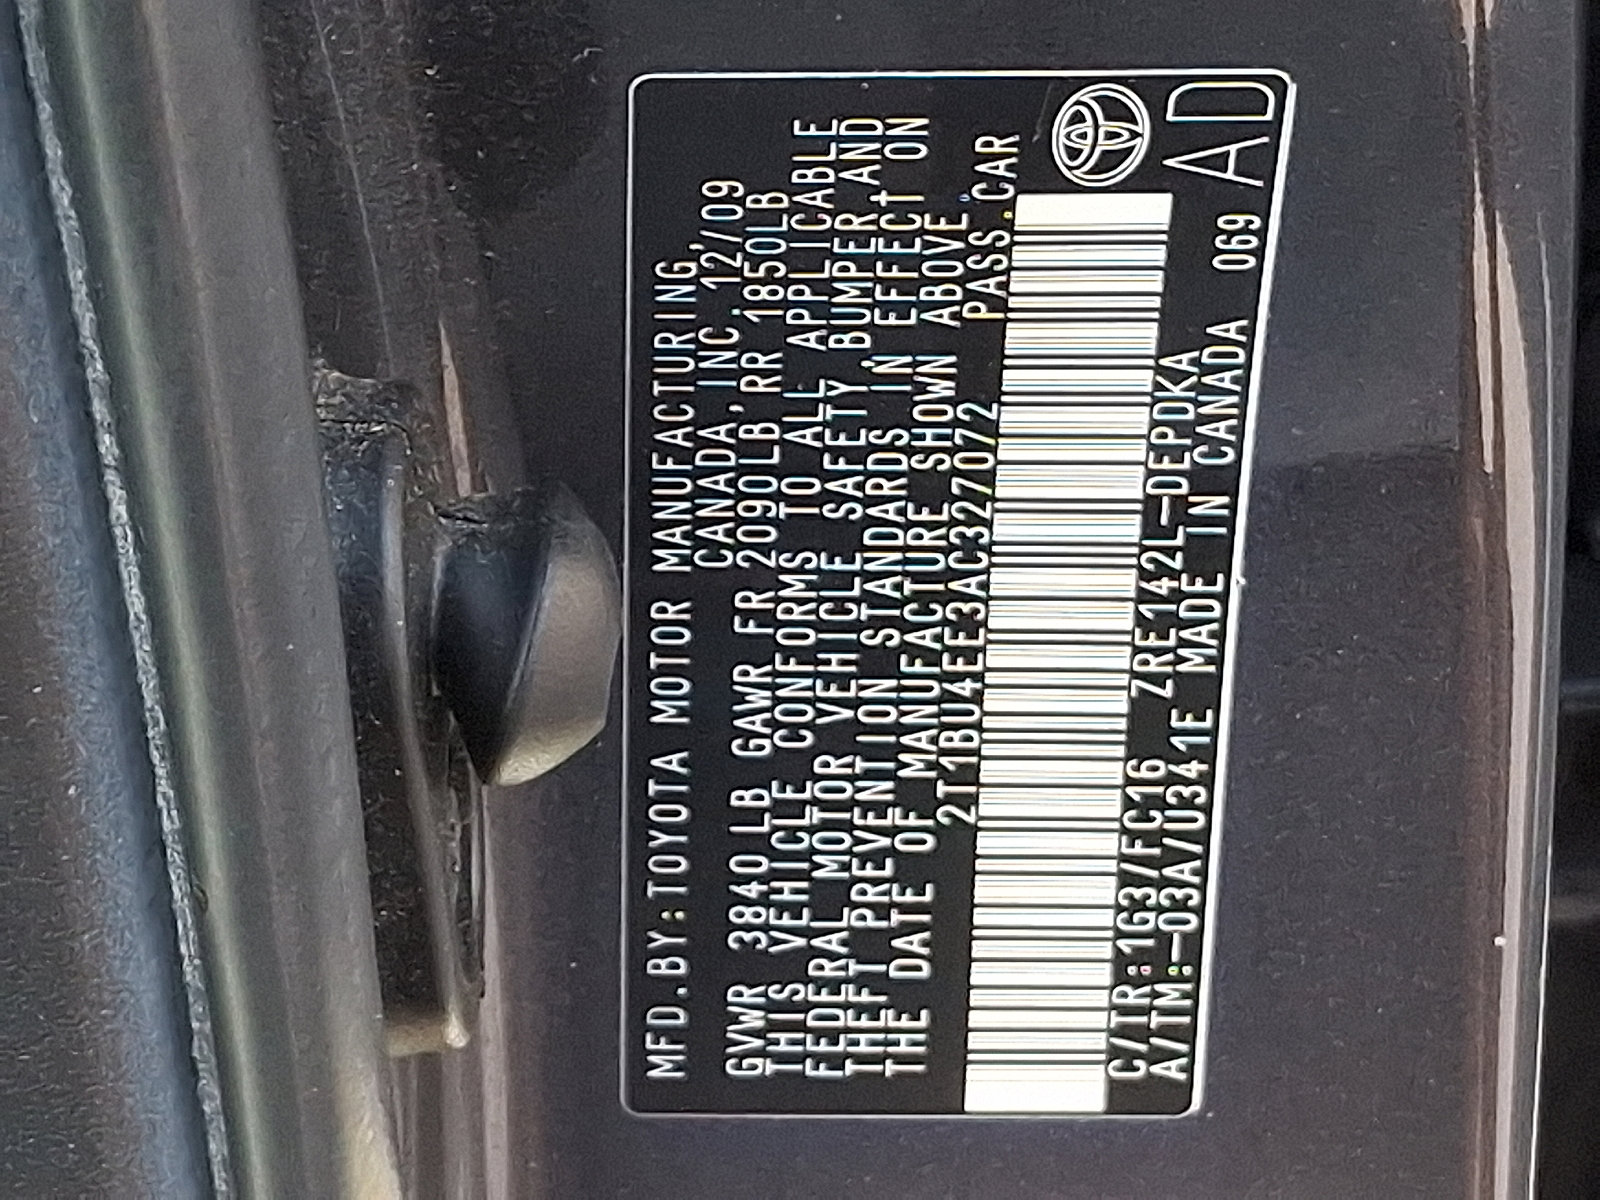 MFD.BY:TOYOTA MOTOR MANUFACTURING,
CANADA,INC. 12/09
GVWR 3840LB GAWR FR 2090LB,RR 1850LB
THIS VEHICLE CONFORMS TO ALL APPLICABLE
FEDERAL MOTOR VEHICLE SAFETY, BUMPER,AND
THEFT PREVENTION STANDARDS IN EFFECT ON
THE DATE OF MANUFACTURE SHOWN ABOVE.
2T1BU4EE3AC327072 PASS.CAR
C/TR:1G3/FC16 ZRE142L-DEPDKA
A/TM:-03A/U341E MADE IN CANADA 069
AD